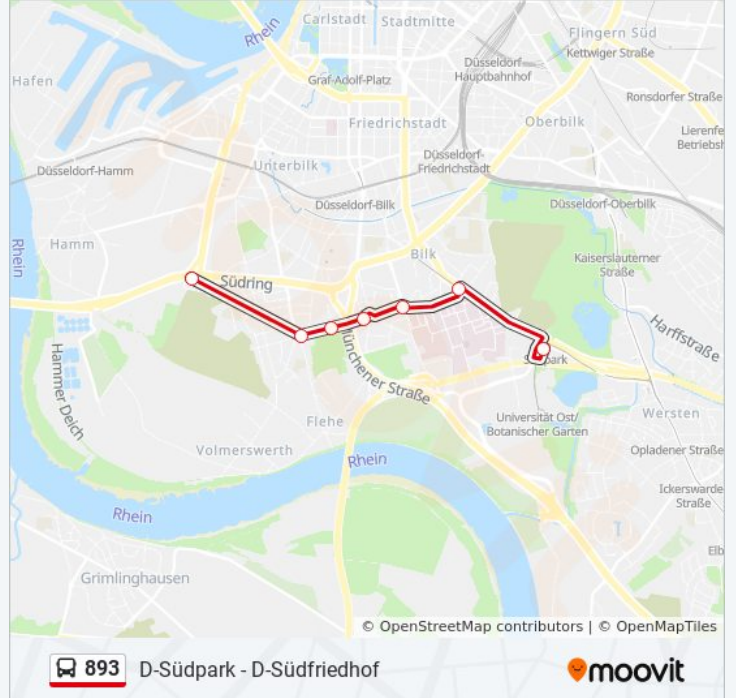 Carlstadt
Stadtmitte
Flingern Süd
Kettwiger Straße
Rhein
Düsseldorf
Hauptbahnhof
Hafen
Graf-Adolf-Platz
Ronsdorfer Straße
Friedrichstadt
Oberbilk
Lierenfe
Betriebsh
Düsseldorf-
Friedrichstadt
Unterbilk
Düsseldorf-Hamm
Düsseldorf-Bilk
Düsseldorf-Oberbilk
Rhein
Hamm
Bilk
Kaiserslauterner
Straße
Südring
Harffstraße
Hammer Deich
Münchener Straße
Universität Ost/
Botanischer Garten
Wersten
Flehe
Volmerswerth
Opladener Straße
Rhein
Ickerswarde
Straße
Rhein
Elb
Grimlinghausen
© OpenStreetMap contributors | © OpenMapTiles
893 D-Südpark - D-Südfriedhof
moovit